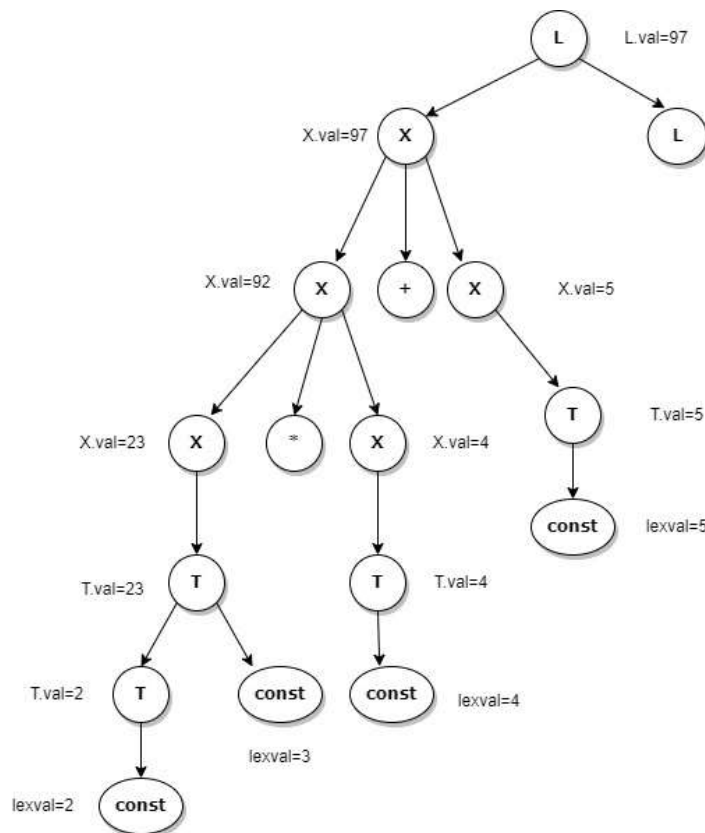 L L.val=97
X.val=97 X L
X.val=92 X + X X.val=5
X.val=23 X * X X.val=4 T T.val=5
const lexval=5
T.val=23 T T T.val=4
T.val=2 T const const lexval=4
lexval=3
lexval=2 const